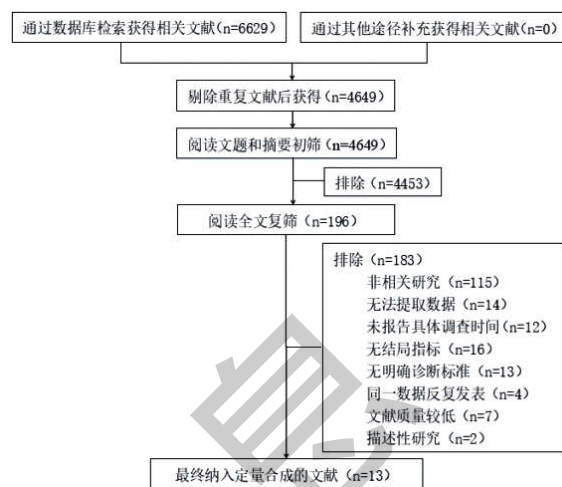 通过数据库检索获得相关文献(n=6629)
通过其他途径补充获得相关文献(n=0)
剔除重复文献后获得(n=4649)
阅读文题和摘要初筛(n=4649)
排除(n=4453)
阅读全文复筛(n=196)
排除(n=183)
非相关研究(n=115)
无法提取数据(n=14)
未报告具体调查时间(n=12)
无结局指标(n=16)
无明确诊断标准(n=13)
同一数据反复发表(n=4)
文献质量较低(n=7)
描述性研究(n=2)
最终纳入定量合成的文献(n=13)